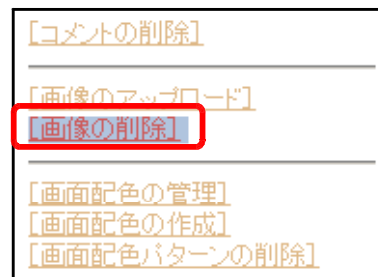 [コメントの削除]
[画像のアップロード]
[画像の削除]
[画面配色の管理]
[画面配色の作成]
[画面配色パターンの削除]